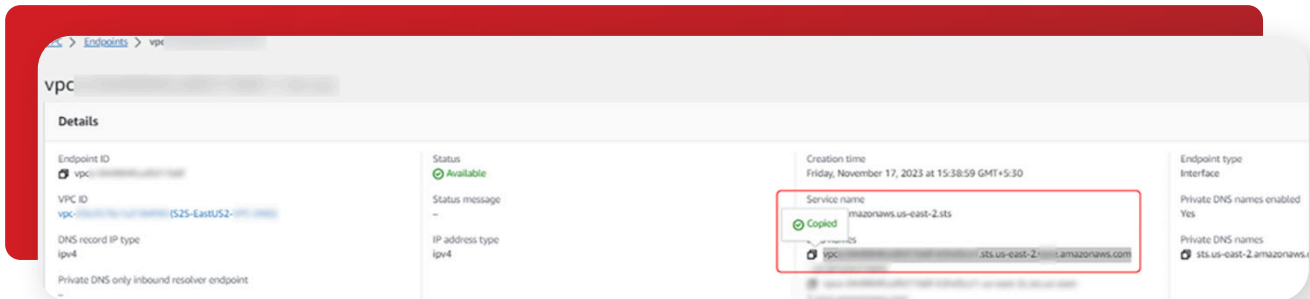 > Endpoints > vpc
vpc
Details
Endpoint ID
vpc
VPC ID
vpc- (S2S-EastUS2-
DNS record IP type
ipv4
Private DNS only inbound resolver endpoint
–
Status
Available
Status message
–
IP address type
ipv4
Creation time
Friday, November 17, 2023 at 15:38:59 GMT+5:30
Service name
mazonaws.us-east-2.sts
Copied
mes
vpc .sts.us-east-2. .amazonaws.com
Endpoint type
Interface
Private DNS names enabled
Yes
Private DNS names
sts.us-east-2.amazonaws.